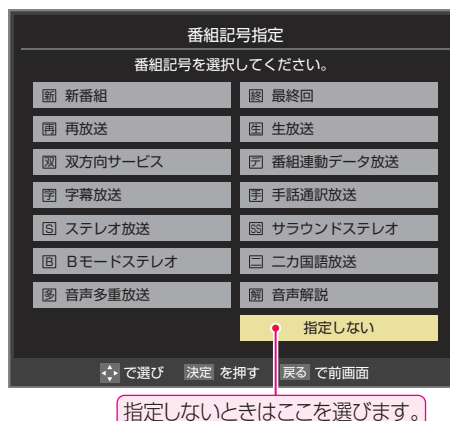 番組記号指定
番組記号を選択してください。
新 新番組
終 最終回
再 再放送
生 生放送
双 双方向サービス
デ 番組連動データ放送
字 字幕放送
手 手話通訳放送
S ステレオ放送
SS サラウンドステレオ
B Bモードステレオ
二 二カ国語放送
多 音声多重放送
解 音声解説
指定しない
で選び 決定 を押す 戻る で前画面
指定しないときはここを選びます。